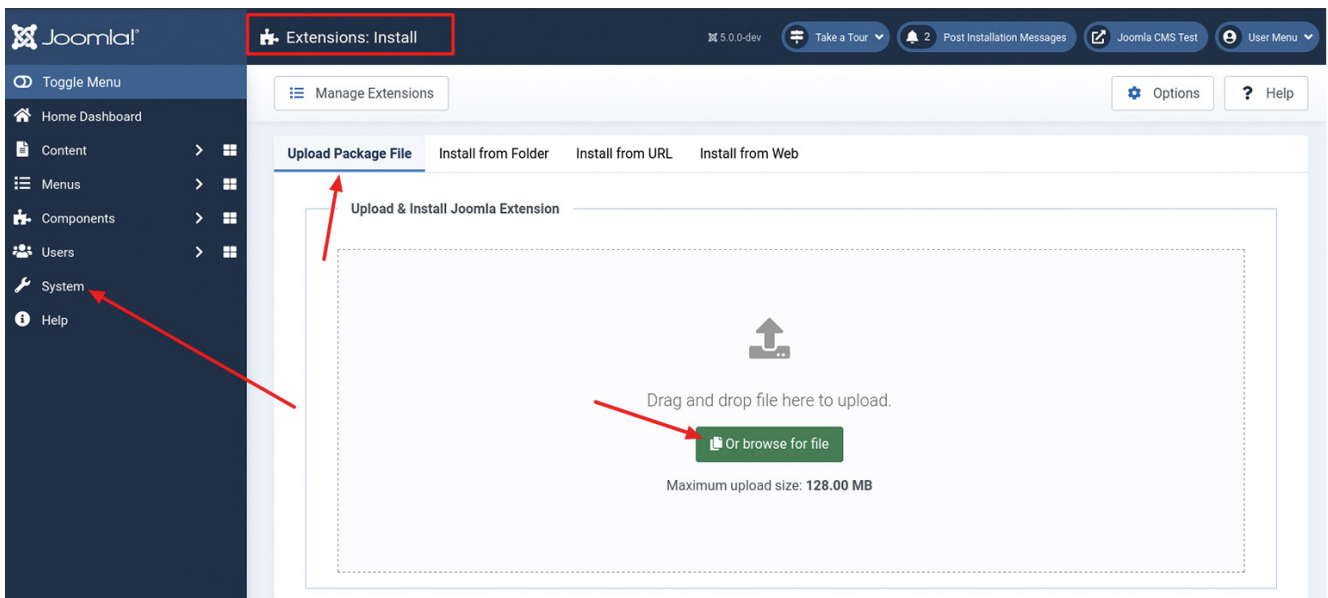 Joomla!®
Extensions: Install
5.0.0-dev
Take a Tour
2 Post Installation Messages
Joomla CMS Test
User Menu
Toggle Menu
Home Dashboard
Content
Menus
Components
Users
System
Help
Manage Extensions
Options
? Help
Upload Package File
Install from Folder
Install from URL
Install from Web
Upload & Install Joomla Extension
Drag and drop file here to upload.
Or browse for file
Maximum upload size: 128.00 MB